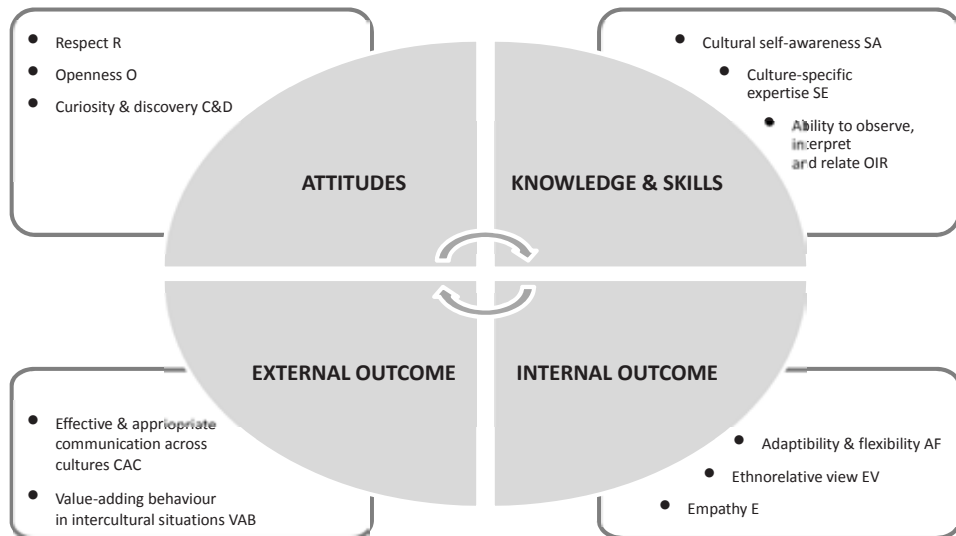 Respect R
Openness O
Curiosity & discovery C&D
Cultural self-awareness SA
Culture-specific
expertise SE
Ability to observe,
interpret
and relate OIR
ATTITUDES
KNOWLEDGE & SKILLS
EXTERNAL OUTCOME
INTERNAL OUTCOME
Effective & appropriate
communication across
cultures CAC
Value-adding behaviour
in intercultural situations VAB
Adaptibility & flexibility AF
Ethnorelative view EV
Empathy E